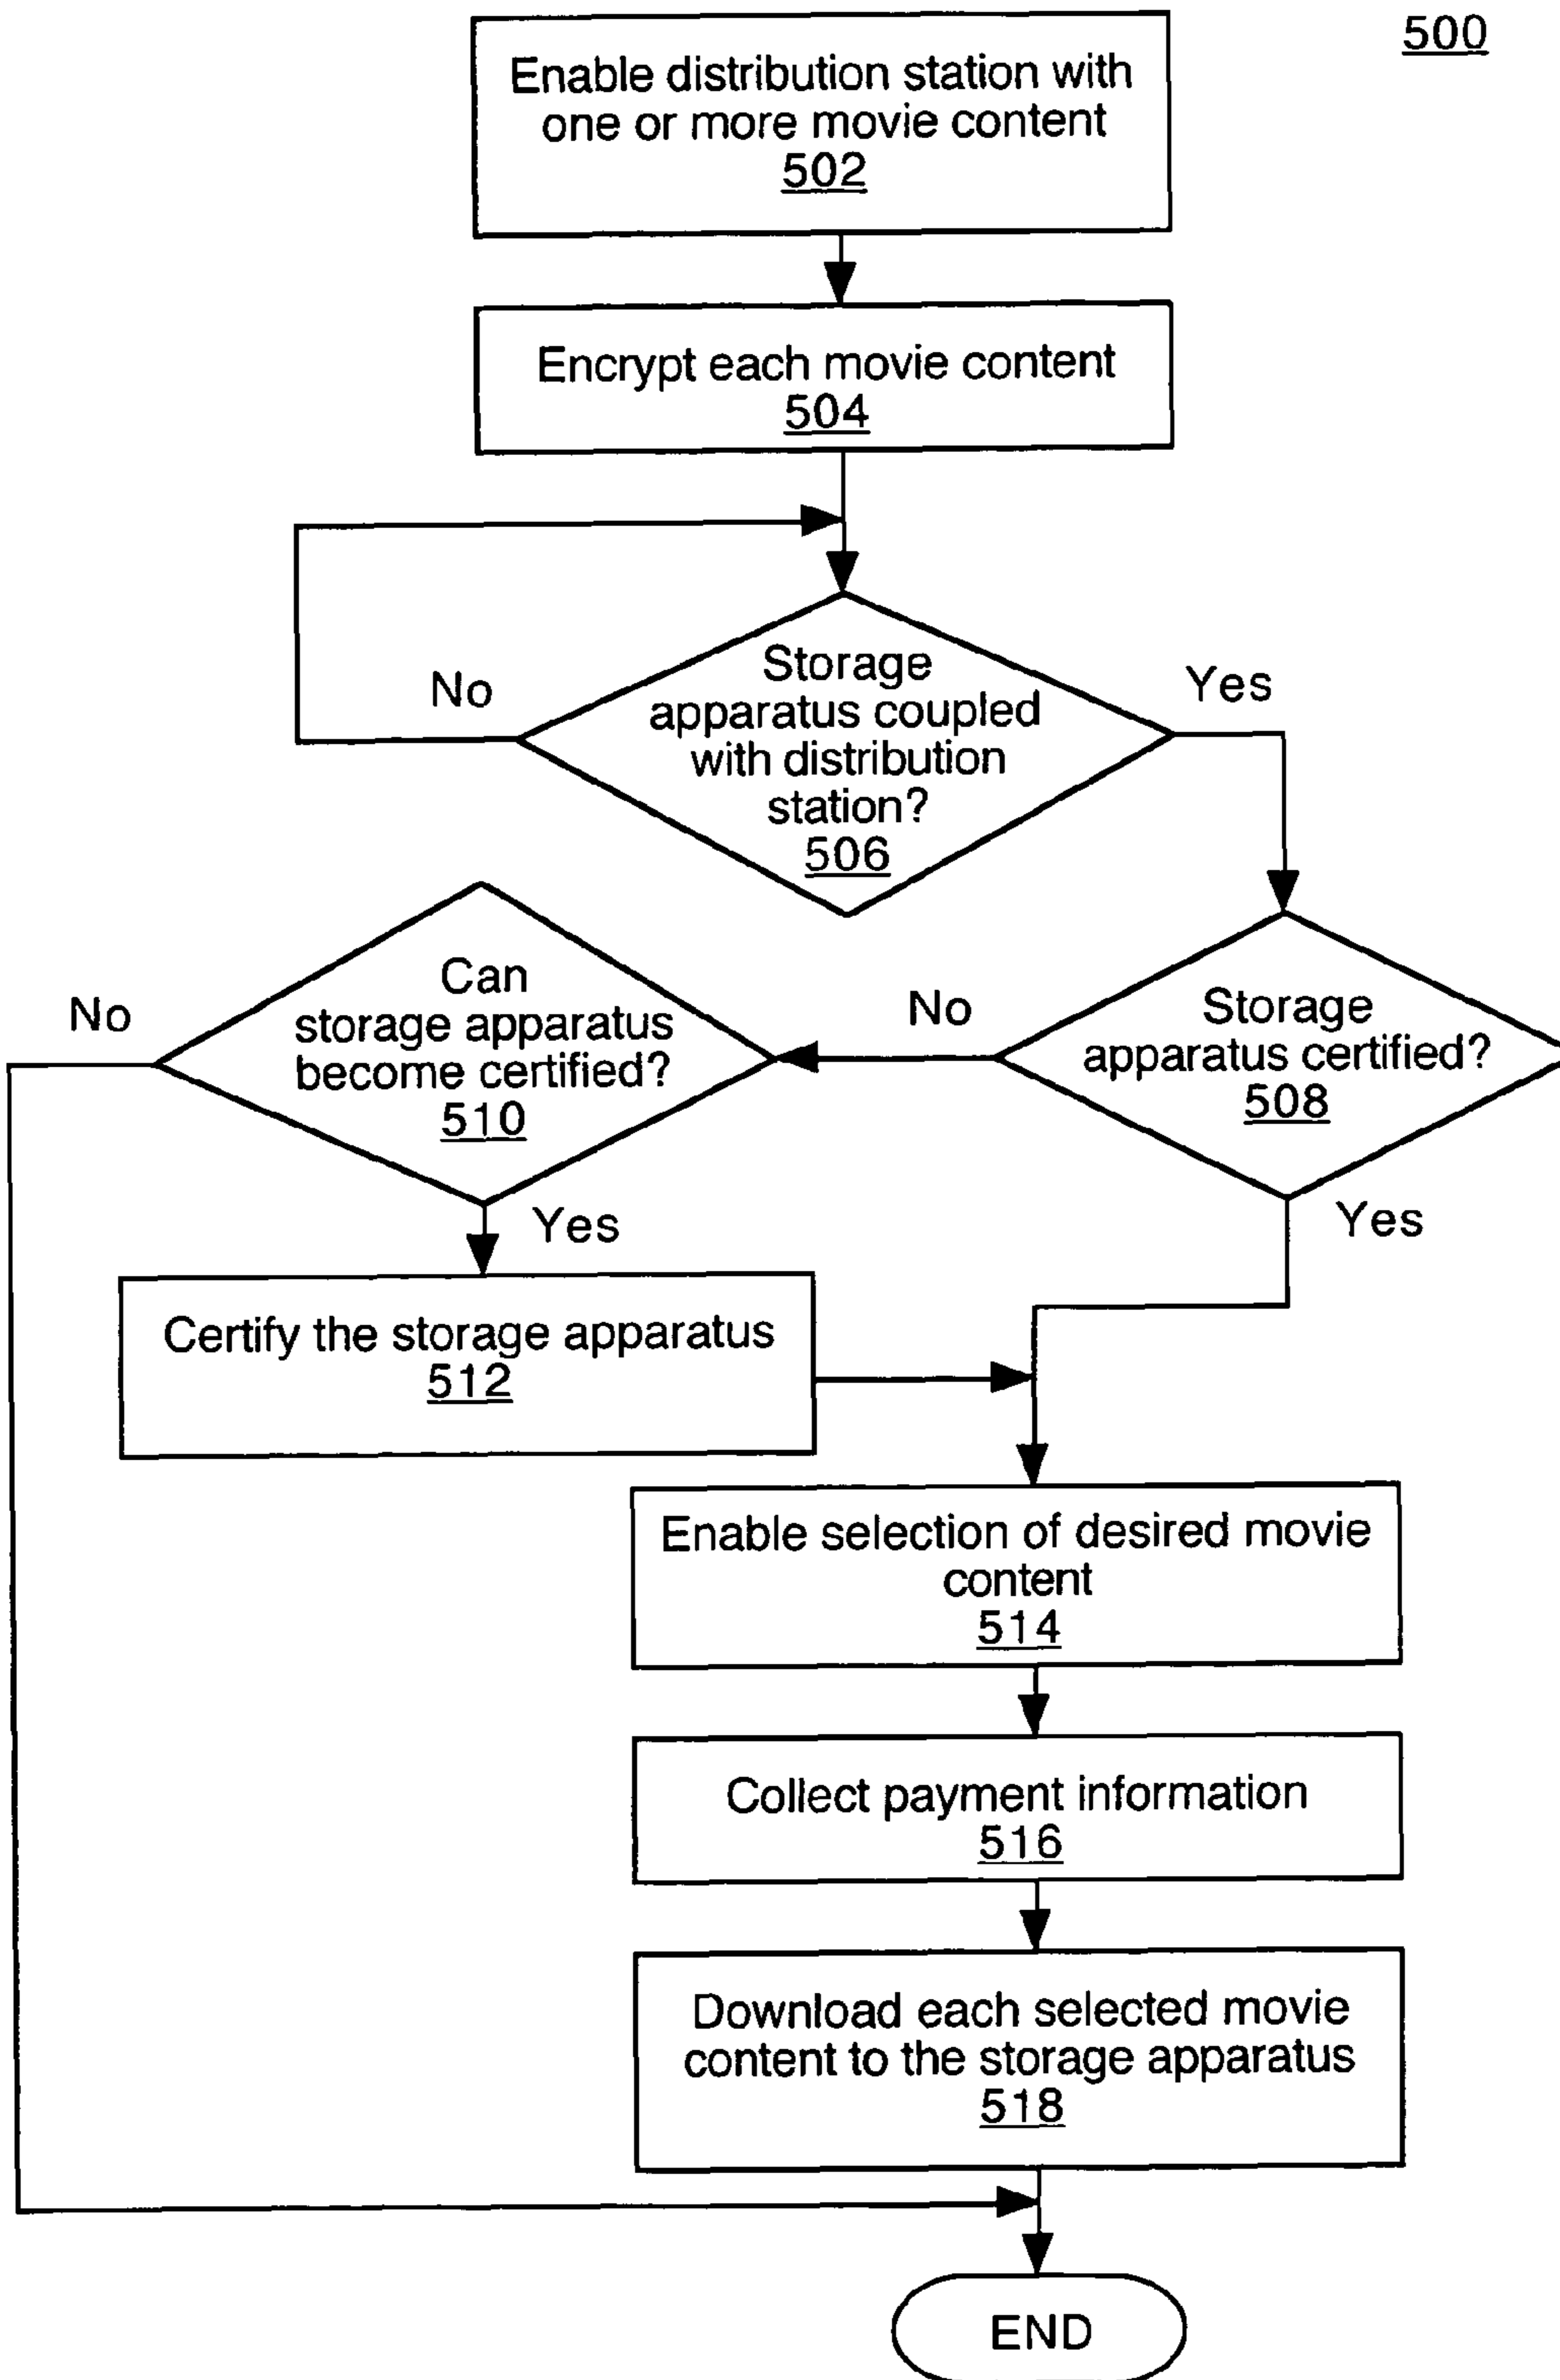 500
Enable distribution station with
one or more movie content
502
Encrypt each movie content
504
Storage
apparatus coupled
with distribution
station?
506
No
Yes
Can
storage apparatus
become certified?
510
No
No
Storage
apparatus certified?
508
Yes
Yes
Certify the storage apparatus
512
Enable selection of desired movie
content
514
Collect payment information
516
Download each selected movie
content to the storage apparatus
518
END